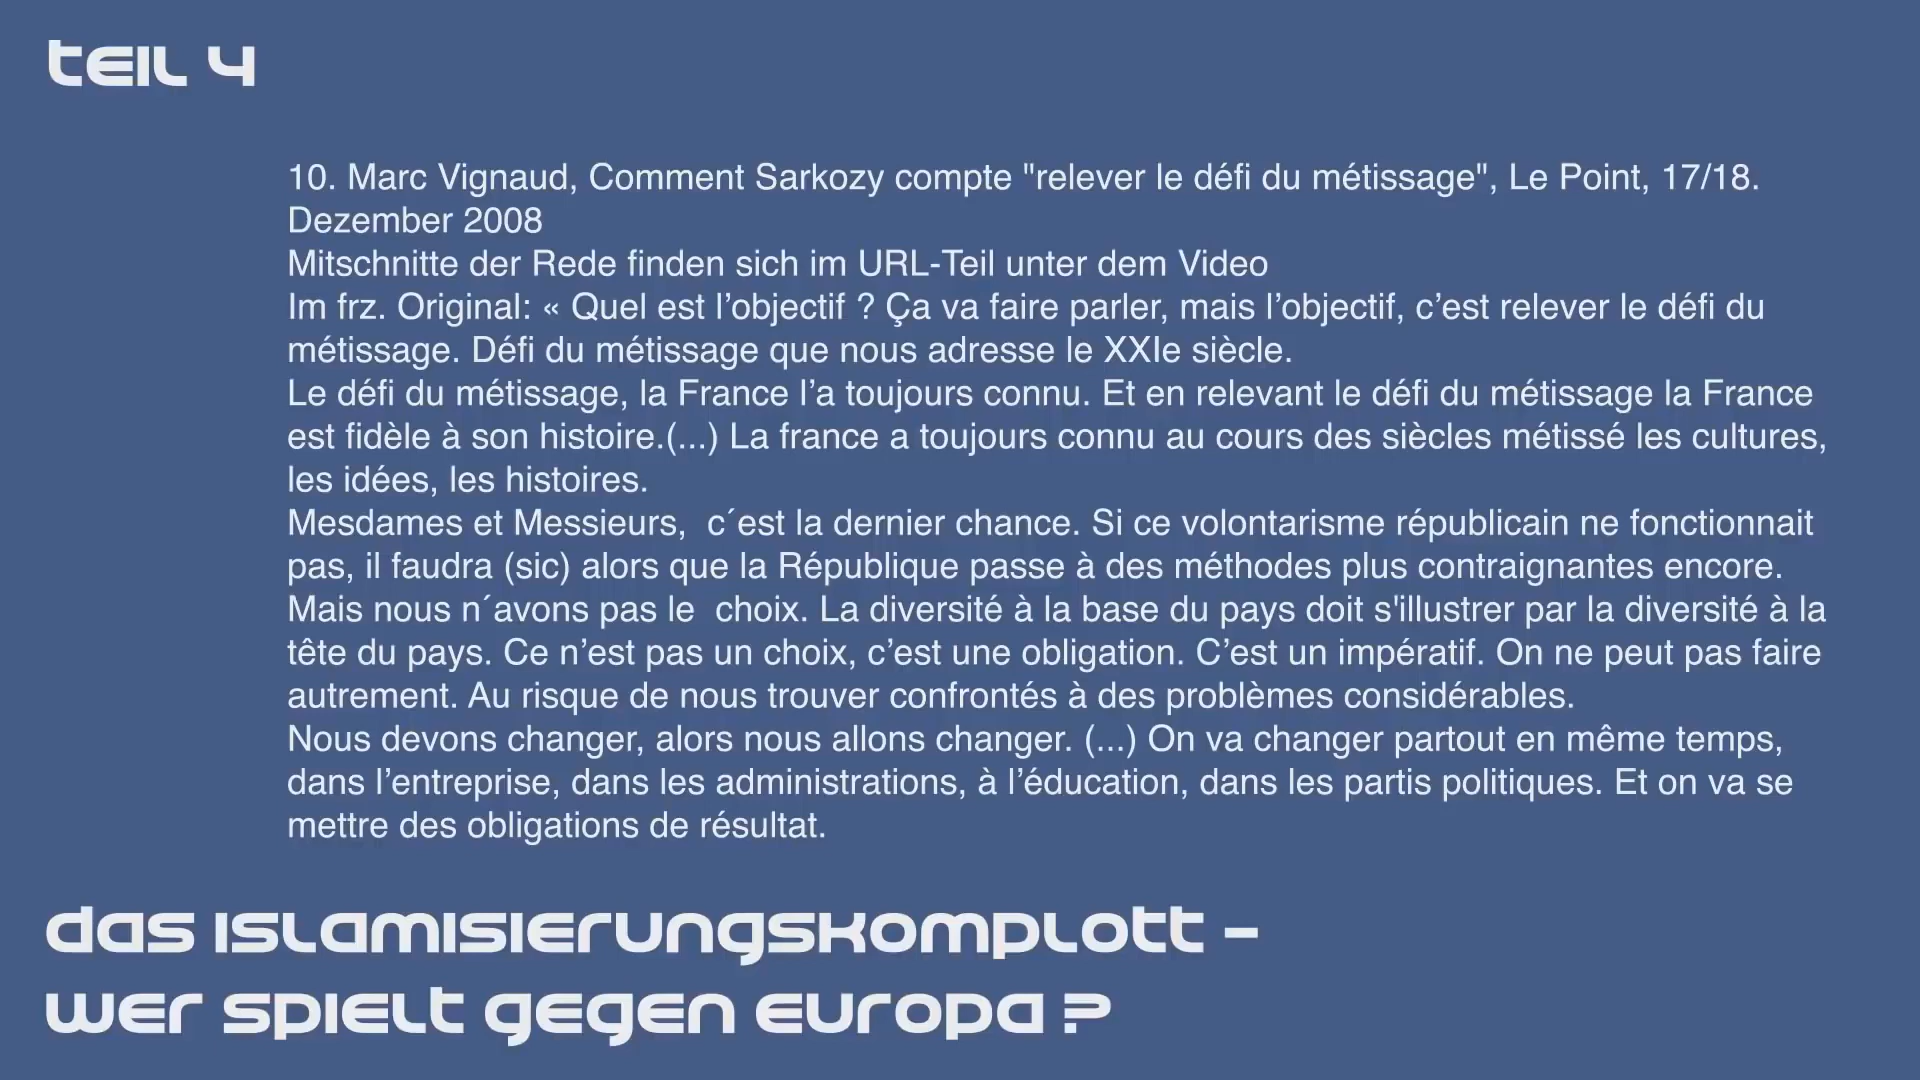 Teil 4
10. Marc Vignaud, Comment Sarkozy compte "relever le défi du métissage", Le Point, 17/18.
Dezember 2008
Mitschnitte der Rede finden sich im URL-Teil unter dem Video
Im frz. Original: « Quel est l’objectif ? Ça va faire parler, mais l’objectif, c’est relever le défi du
métissage. Défi du métissage que nous adresse le XXIe siècle.
Le défi du métissage, la France l’a toujours connu. Et en relevant le défi du métissage la France
est fidèle à son histoire.(...) La france a toujours connu au cours des siècles métissé les cultures,
les idées, les histoires.
Mesdames et Messieurs,  c´est la dernier chance. Si ce volontarisme républicain ne fonctionnait
pas, il faudra (sic) alors que la République passe à des méthodes plus contraignantes encore.
Mais nous n´avons pas le  choix. La diversité à la base du pays doit s'illustrer par la diversité à la
tête du pays. Ce n’est pas un choix, c’est une obligation. C’est un impératif. On ne peut pas faire
autrement. Au risque de nous trouver confrontés à des problèmes considérables.
Nous devons changer, alors nous allons changer. (...) On va changer partout en même temps,
dans l’entreprise, dans les administrations, à l’éducation, dans les partis politiques. Et on va se
mettre des obligations de résultat.
das Islamisierungskomplott –
wer spielt gegen Europa ?